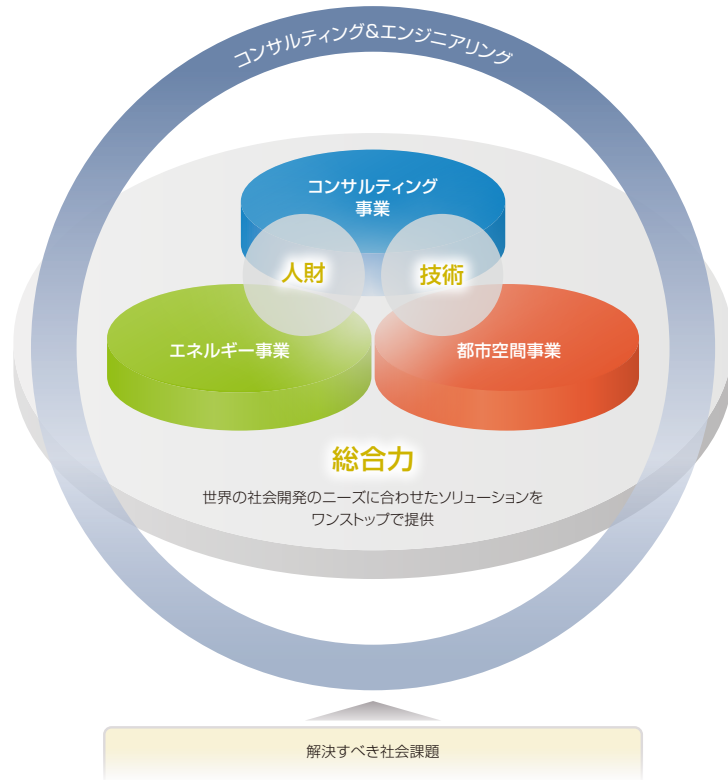 コンサルティング&エンジニアリング
コンサルティング
事業
人財
技術
エネルギー事業
都市空間事業
総合力
世界の社会開発のニーズに合わせたソリューションを
ワンストップで提供
解決すべき社会課題